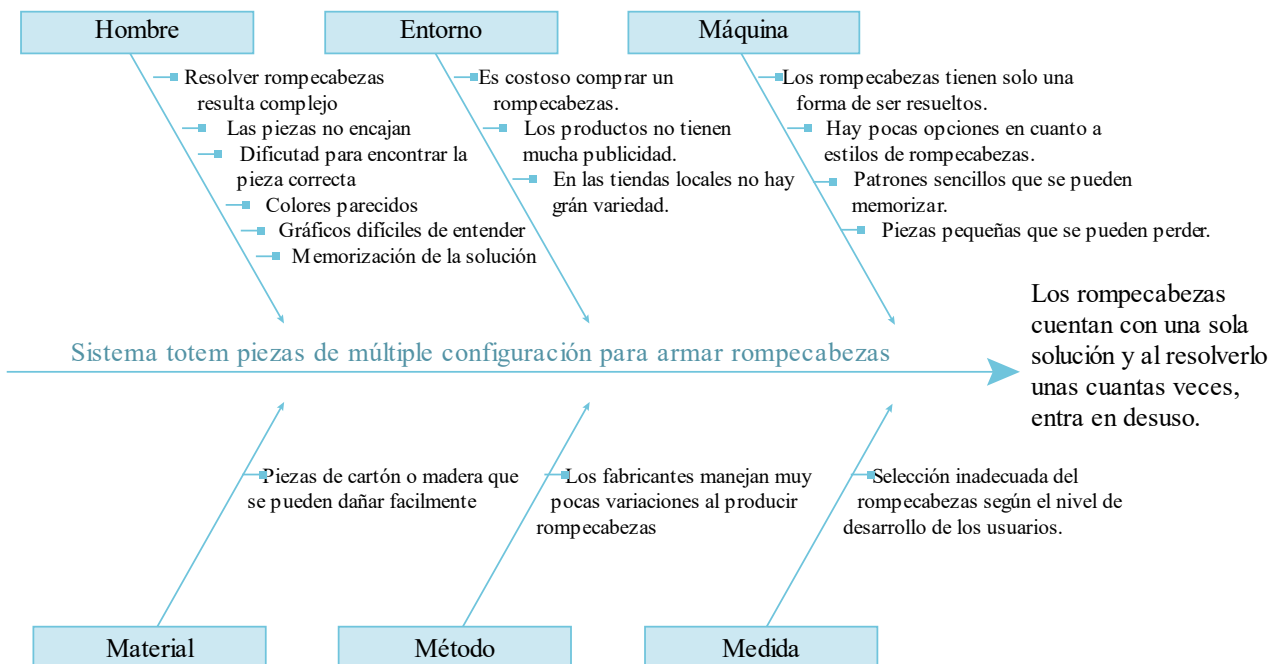 Hombre
Entorno
Máquina
Resolver rompecabezas
resulta complejo
Las piezas no encajan
Dificutad para encontrar la
pieza correcta
Colores parecidos
Gráficos difíciles de entender
Memorización de la solución
Es costoso comprar un
rompecabezas.
Los productos no tienen
mucha publicidad.
En las tiendas locales no hay
grán variedad.
Los rompecabezas tienen solo una
forma de ser resueltos.
Hay pocas opciones en cuanto a
estilos de rompecabezas.
Patrones sencillos que se pueden
memorizar.
Piezas pequeñas que se pueden perder.
Sistema totem piezas de múltiple configuración para armar rompecabezas
Los rompecabezas
cuentan con una sola
solución y al resolverlo
unas cuantas veces,
entra en desuso.
Piezas de cartón o madera que
se pueden dañar facilmente
Los fabricantes manejan muy
pocas variaciones al producir
rompecabezas
Selección inadecuada del
rompecabezas según el nivel de
desarrollo de los usuarios.
Material
Método
Medida